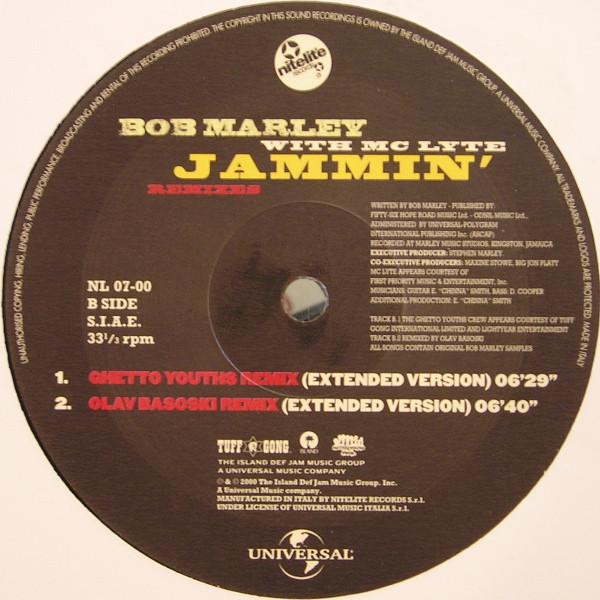 UNAUTHORISED COPYING, HIRING, LENDING, PUBLIC PERFORMANCE, BROADCASTING AND RENTAL OF THIS RECORDING PROHIBITED. THE COPYRIGHT IN THIS SOUND RECORDINGS IS OWNED BY THE ISLAND DEF JAM MUSIC GROUP, A UNIVERSAL MUSIC COMPANY. ALL TRADEMARKS AND LOGOS ARE PROTECTED. MADE IN ITALY
nitelite
records
BOB MARLEY
WITH MC LYTE
JAMMIN'
REMIXES
WRITTEN BY BOB MARLEY - PUBLISHED BY:
FIFTY-SIX HOPE ROAD MUSIC Ltd. - ODNIL MUSIC Ltd.,
ADMINISTERED BY UNIVERSAL-POLYGRAM
INTERNATIONAL PUBLISHING Inc. (ASCAP)
RECORDED AT MARLEY MUSIC STUDIOS, KINGSTON, JAMAICA
EXECUTIVE PRODUCER: STEPHEN MARLEY.
CO-EXECUTIVE PRODUCERS: MAXINE STOWE, BIG JON PLATT
MC LYTE APPEARS COURTESY OF
FIRST PRIORITY MUSIC & ENTERTAINMENT, Inc.
MUSICIANS: GUITAR E. "CHINNA" SMITH, BASS: D. COOPER
ADDITIONAL PRODUCTION: E. "CHINNA" SMITH
NL 07-00
B SIDE
S.I.A.E.
33 1/3 rpm
TRACK B.1 THE GHETTO YOUTHS CREW APPEARS COURTESY OF TUFF
GONG INTERNATIONAL LIMITED AND LIGHTYEAR ENTERTAINMENT
TRACK B.2 REMIXED BY OLAV BASOSKI
ALL SONGS CONTAIN ORIGINAL BOB MARLEY SAMPLES
1. GHETTO YOUTHS REMIX (EXTENDED VERSION) 06'29"
2. OLAV BASOSKI REMIX (EXTENDED VERSION) 06'40"
TUFF GONG
ISLAND
THE ISLAND DEF JAM MUSIC GROUP
A UNIVERSAL MUSIC COMPANY
℗ & © 2000 The Island Def Jam Music Group. Inc.
A Universal Music company.
MANUFACTURED IN ITALY BY NITELITE RECORDS S.r.l.
UNDER LICENSE OF UNIVERSAL MUSIC ITALIA S.r.l.
UNIVERSAL